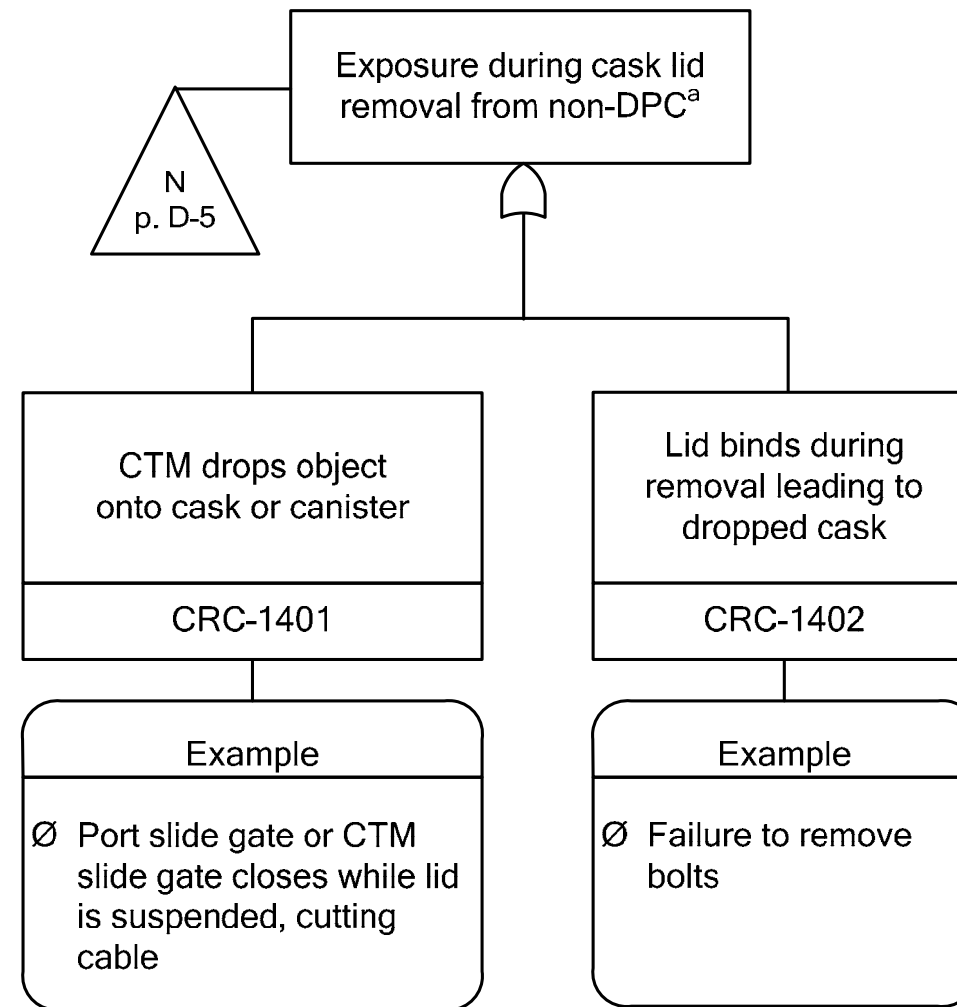 Exposure during cask lid
removal from non-DPCᵃ
N
p. D-5
CTM drops object
onto cask or canister
CRC-1401
Lid binds during
removal leading to
dropped cask
CRC-1402
Example
Ø Port slide gate or CTM
slide gate closes while lid
is suspended, cutting
cable
Example
Ø Failure to remove
bolts